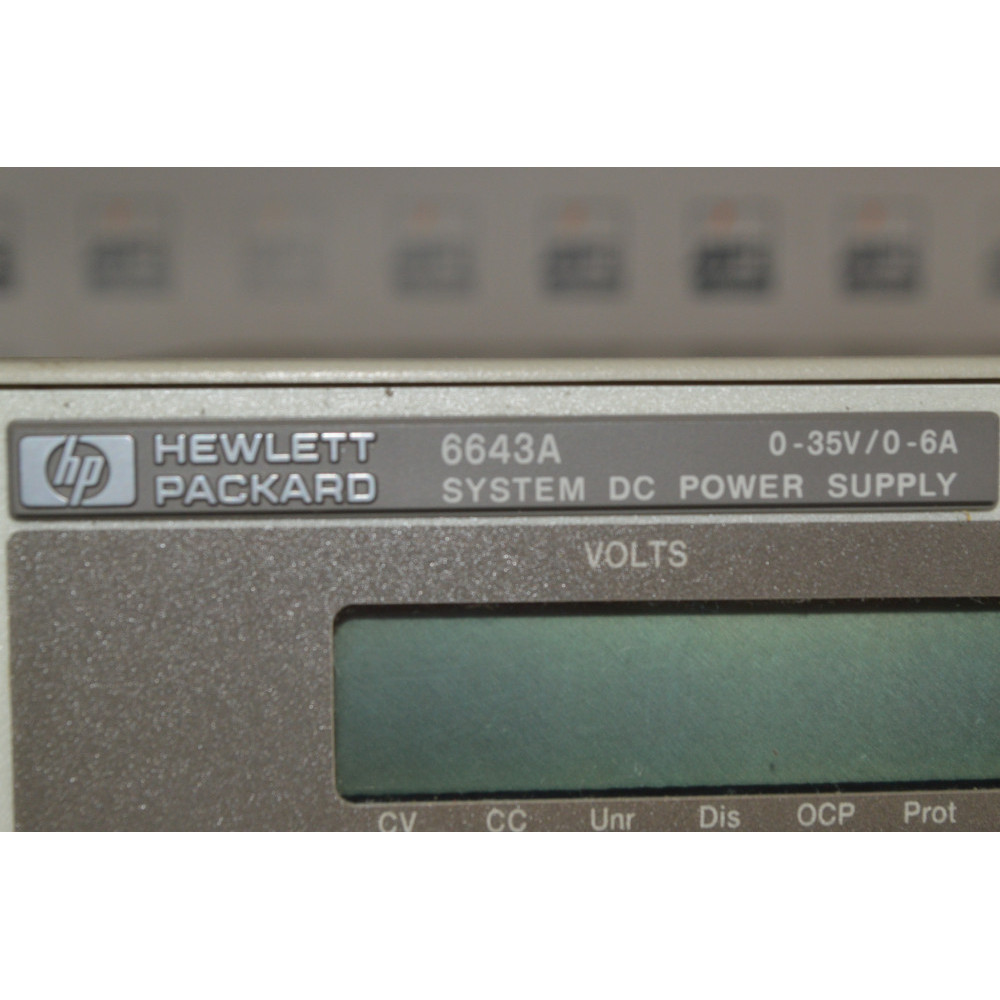 hp HEWLETT PACKARD 6643A 0-35V/0-6A
SYSTEM DC POWER SUPPLY
VOLTS
CV CC Unr Dis OCP Prot